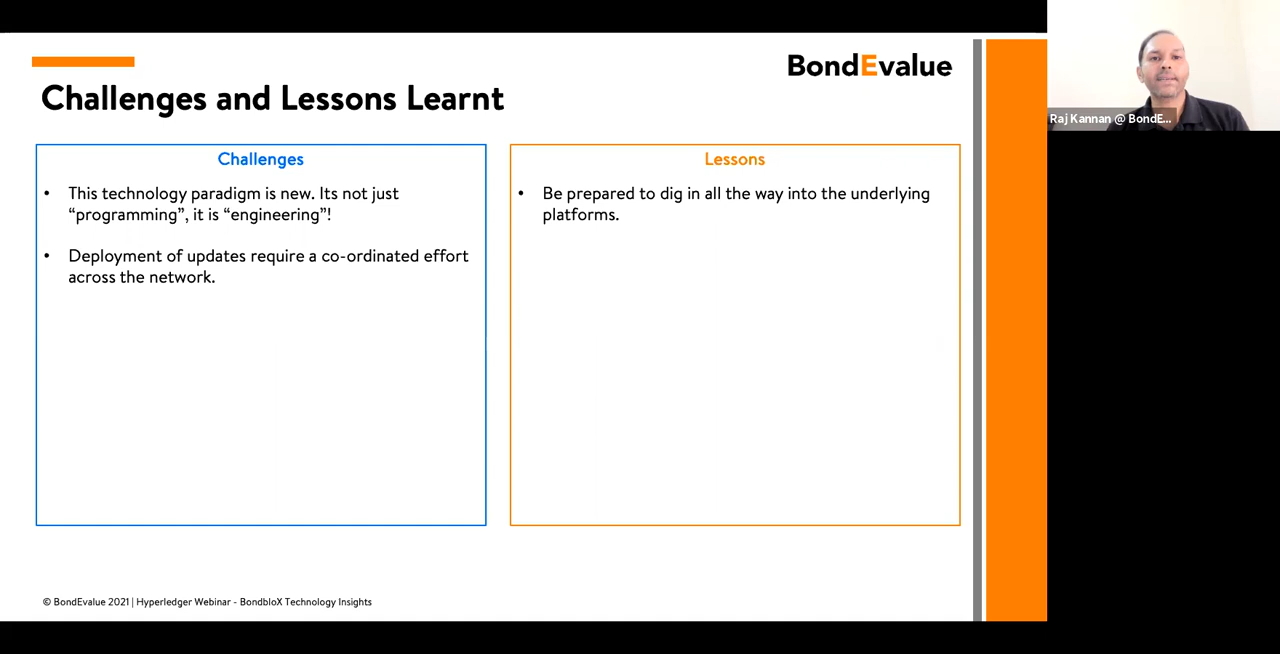 BondEvalue
Challenges and Lessons Learnt
Challenges
• This technology paradigm is new. Its not just
“programming”, it is “engineering”!
• Deployment of updates require a co-ordinated effort
across the network.
Lessons
• Be prepared to dig in all the way into the underlying
platforms.
© BondEvalue 2021 | Hyperledger Webinar - BondbloX Technology Insights
Raj Kannan @ BondE...